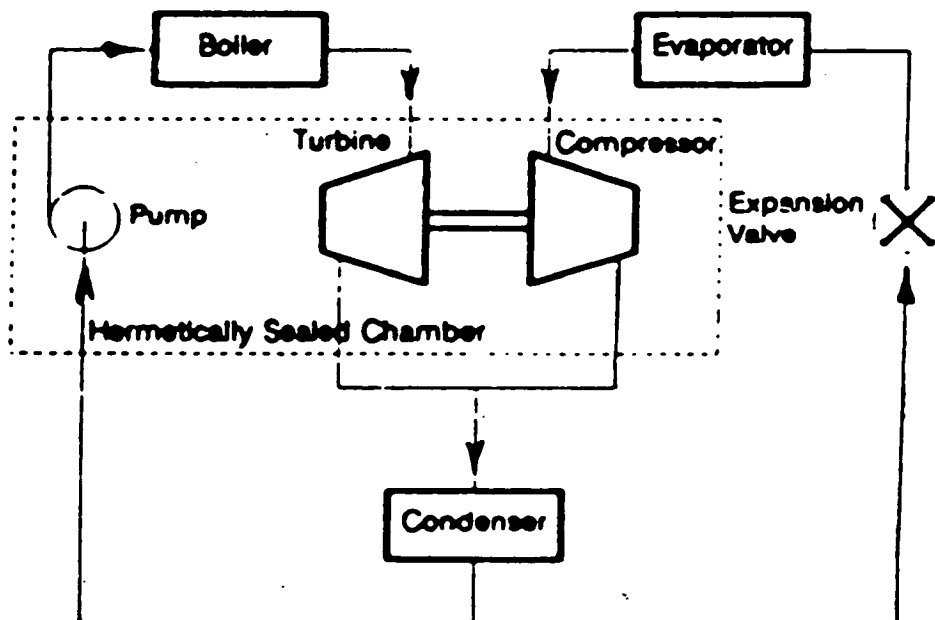 Boiler
Evaporator
Turbine
Compressor
Pump
Expansion
Valve
Hermetically Sealed Chamber
Condenser